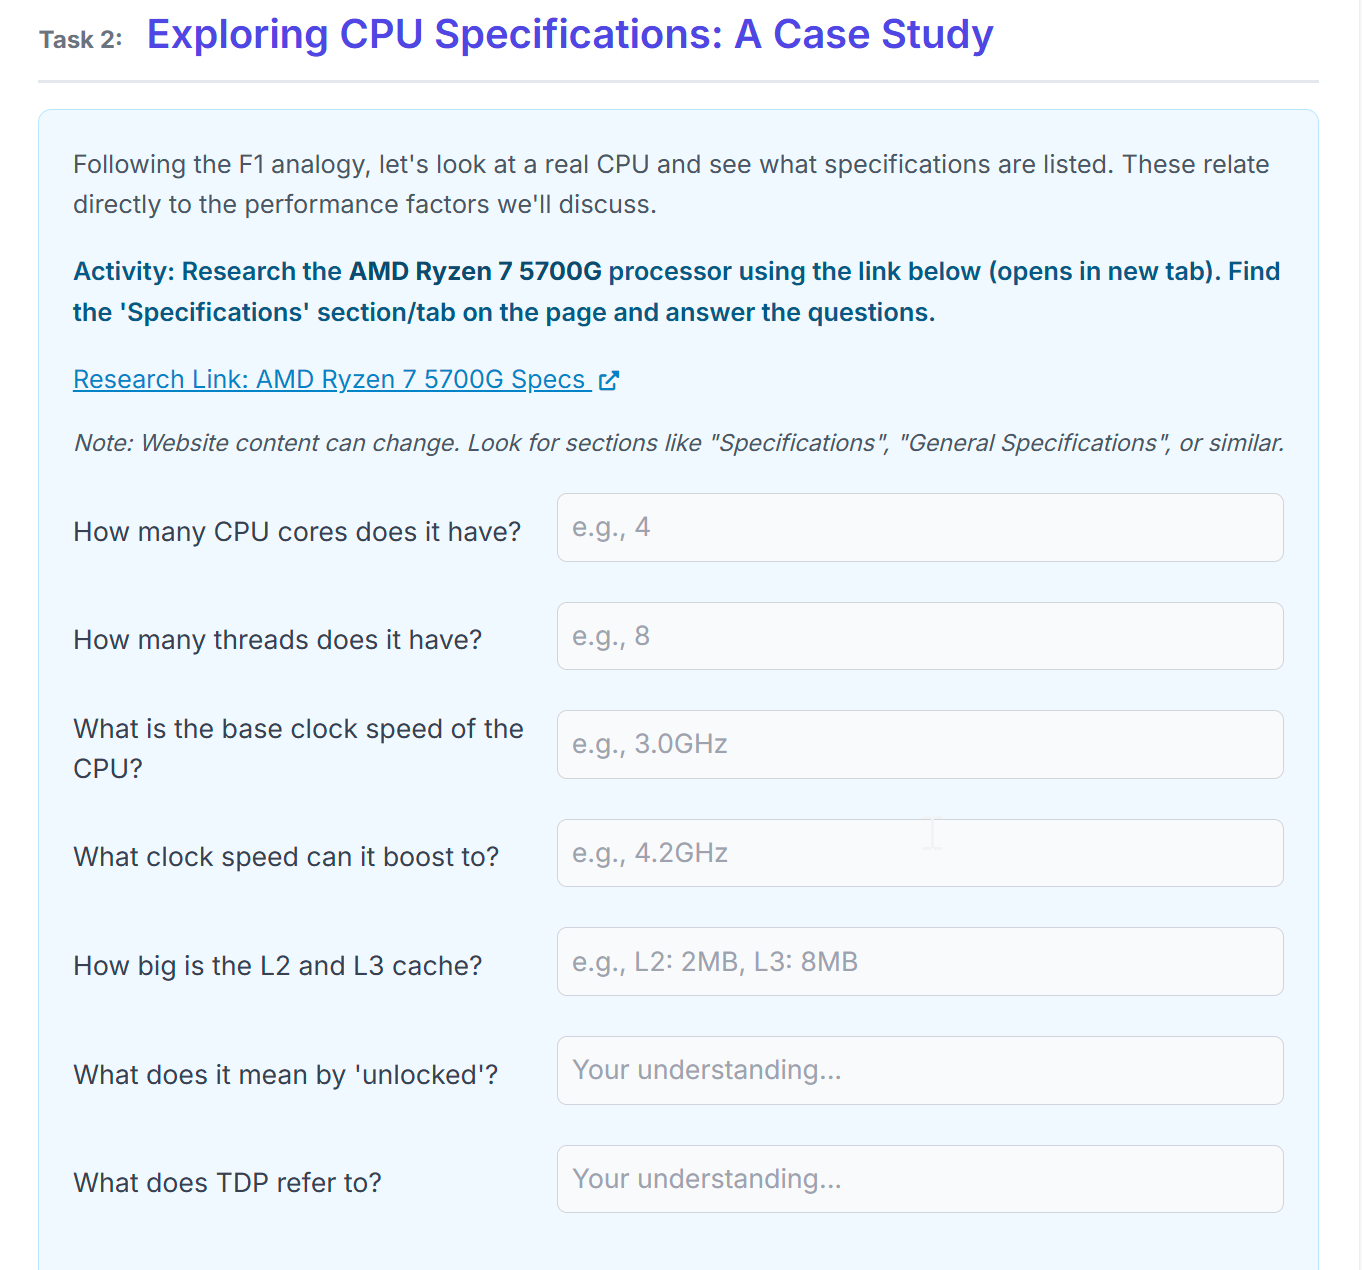 Task 2: Exploring CPU Specifications: A Case Study
Following the F1 analogy, let's look at a real CPU and see what specifications are listed. These relate
directly to the performance factors we'll discuss.
Activity: Research the AMD Ryzen 7 5700G processor using the link below (opens in new tab). Find
the 'Specifications' section/tab on the page and answer the questions.
Research Link: AMD Ryzen 7 5700G Specs
Note: Website content can change. Look for sections like "Specifications", "General Specifications", or similar.
How many CPU cores does it have?
e.g., 4
How many threads does it have?
e.g., 8
What is the base clock speed of the
CPU?
e.g., 3.0GHz
What clock speed can it boost to?
e.g., 4.2GHz
How big is the L2 and L3 cache?
e.g., L2: 2MB, L3: 8MB
What does it mean by 'unlocked'?
Your understanding...
What does TDP refer to?
Your understanding...